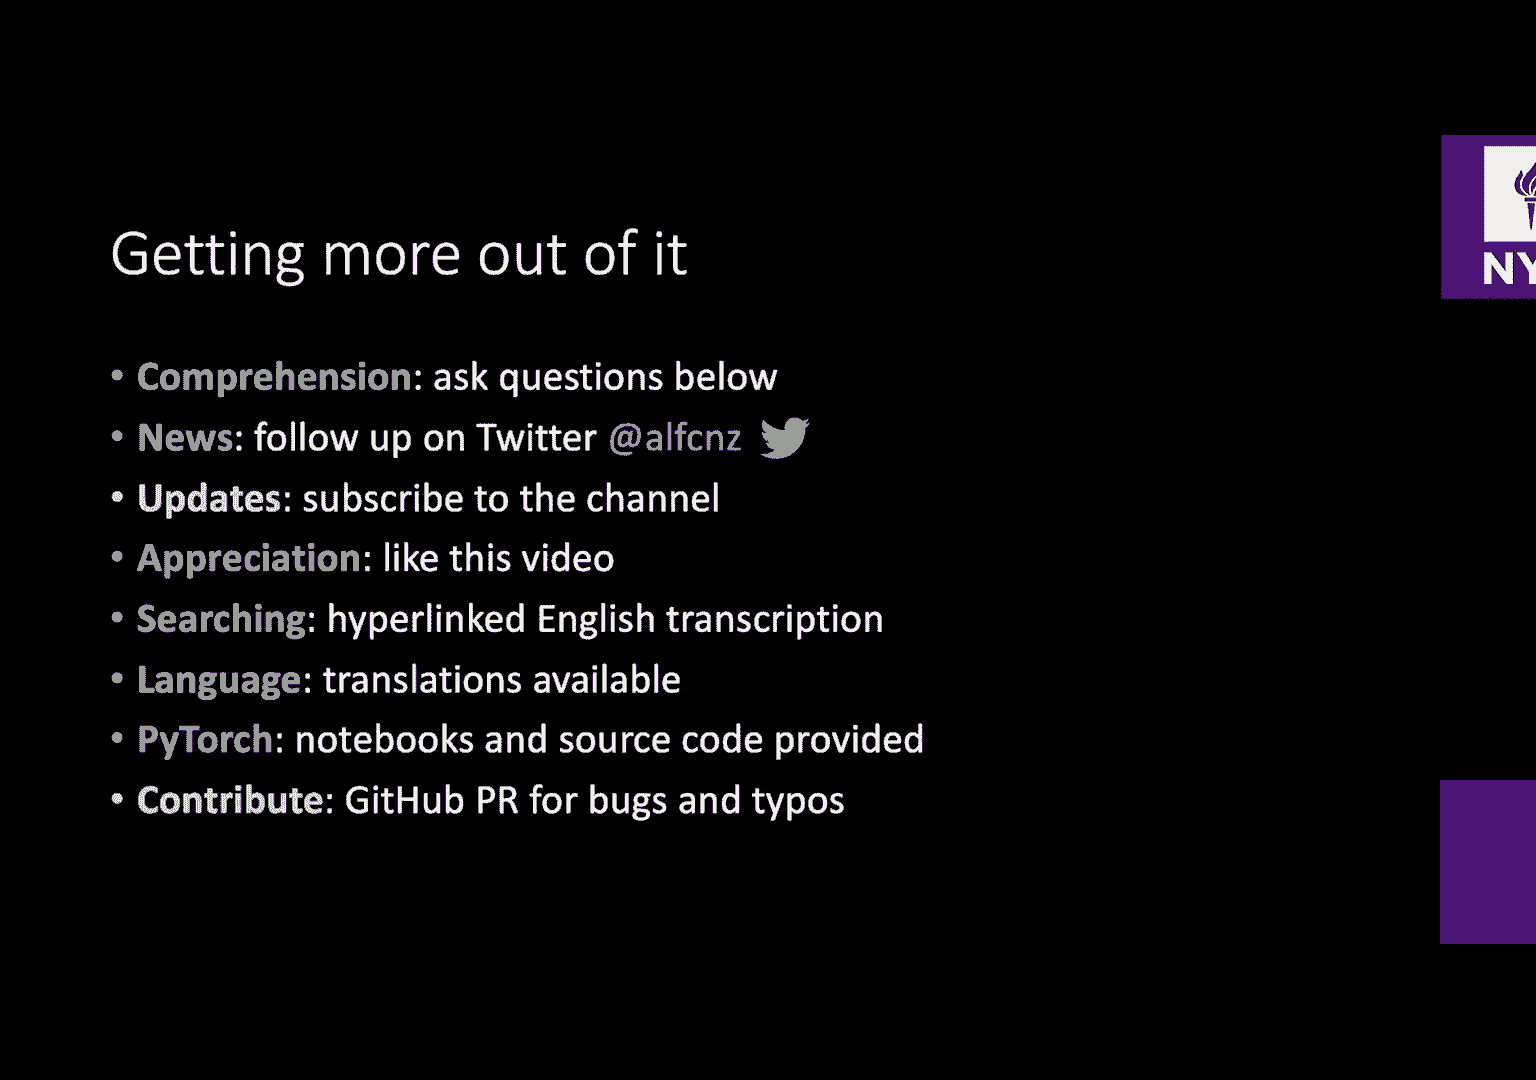 Getting more out of it
• Comprehension: ask questions below
• News: follow up on Twitter @alfcnz
• Updates: subscribe to the channel
• Appreciation: like this video
• Searching: hyperlinked English transcription
• Language: translations available
• PyTorch: notebooks and source code provided
• Contribute: GitHub PR for bugs and typos
NY